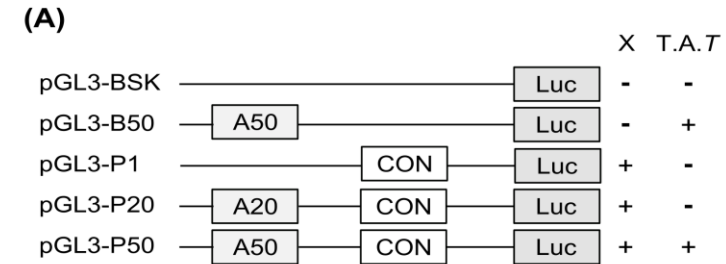 (A)
X T.A.T
pGL3-BSK Luc - -
pGL3-B50 A50 Luc - +
pGL3-P1 CON Luc + -
pGL3-P20 A20 CON Luc + -
pGL3-P50 A50 CON Luc + +